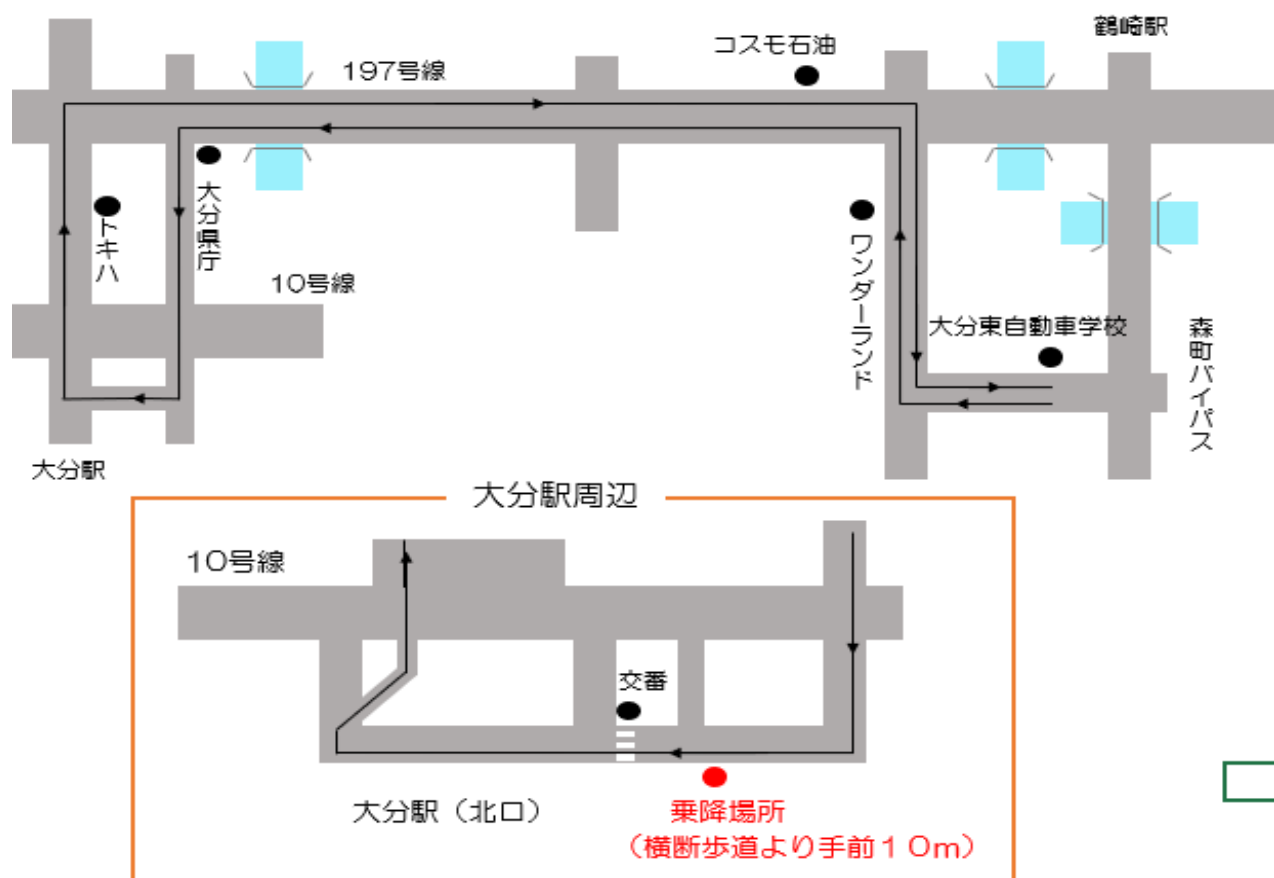 鶴崎駅
コスモ石油
197号線
大分県庁
トキハ
ワンダーランド
10号線
大分東自動車学校
森町バイパス
大分駅
大分駅周辺
10号線
交番
大分駅（北口）
乗降場所
（横断歩道より手前１０ｍ）